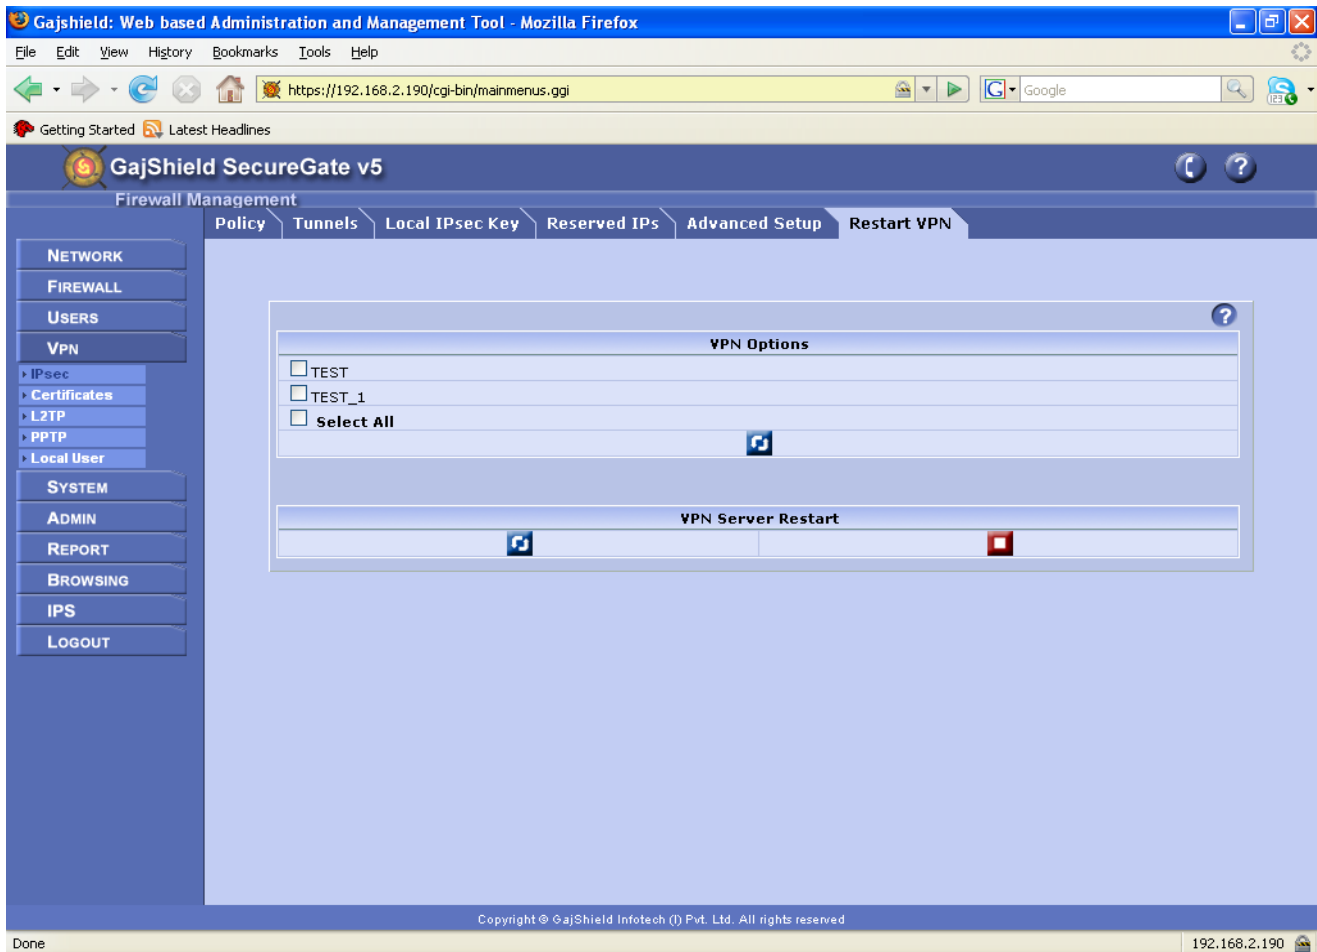 Gajshield: Web based Administration and Management Tool - Mozilla Firefox
File Edit View History Bookmarks Tools Help
https://192.168.2.190/cgi-bin/mainmenus.ggi
G Google
123
Getting Started Latest Headlines
GajShield SecureGate v5
?
Firewall Management
Policy Tunnels Local IPsec Key Reserved IPs Advanced Setup Restart VPN
NETWORK
FIREWALL
USERS
VPN
IPsec
Certificates
L2TP
PPTP
Local User
SYSTEM
ADMIN
REPORT
BROWSING
IPS
LOGOUT
?
VPN Options
TEST
TEST_1
Select All
VPN Server Restart
Copyright © GajShield Infotech (I) Pvt. Ltd. All rights reserved
Done 192.168.2.190